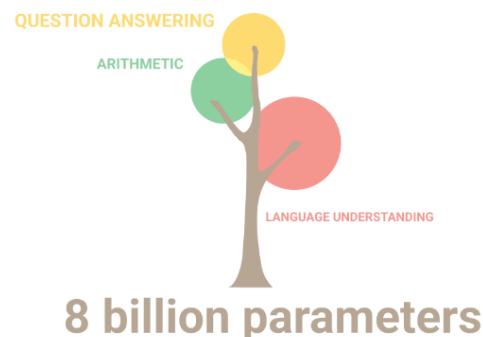 QUESTION ANSWERING
ARITHMETIC
LANGUAGE UNDERSTANDING
8 billion parameters